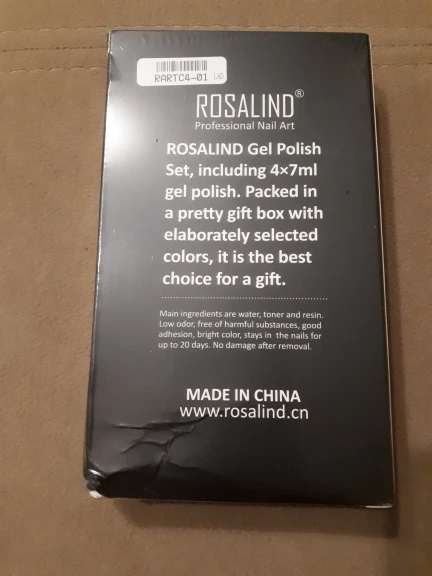 RARTC4-01
ROSALIND®
Professional Nail Art
ROSALIND Gel Polish
Set, including 4×7ml
gel polish. Packed in
a pretty gift box with
elaborately selected
colors, it is the best
choice for a gift.
Main ingredients are water, toner and resin.
Low odor, free of harmful substances, good
adhesion, bright color, stays in the nails for
up to 20 days. No damage after removal.
MADE IN CHINA
www.rosalind.cn